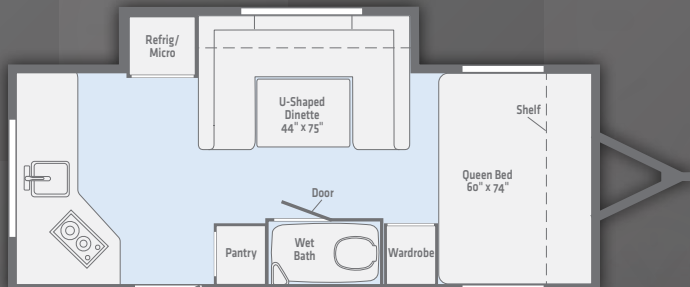 Refrig/
Micro
U-Shaped
Dinette
44" x 75"
Shelf
Queen Bed
60" x 74"
Door
Pantry
Wet
Bath
Wardrobe